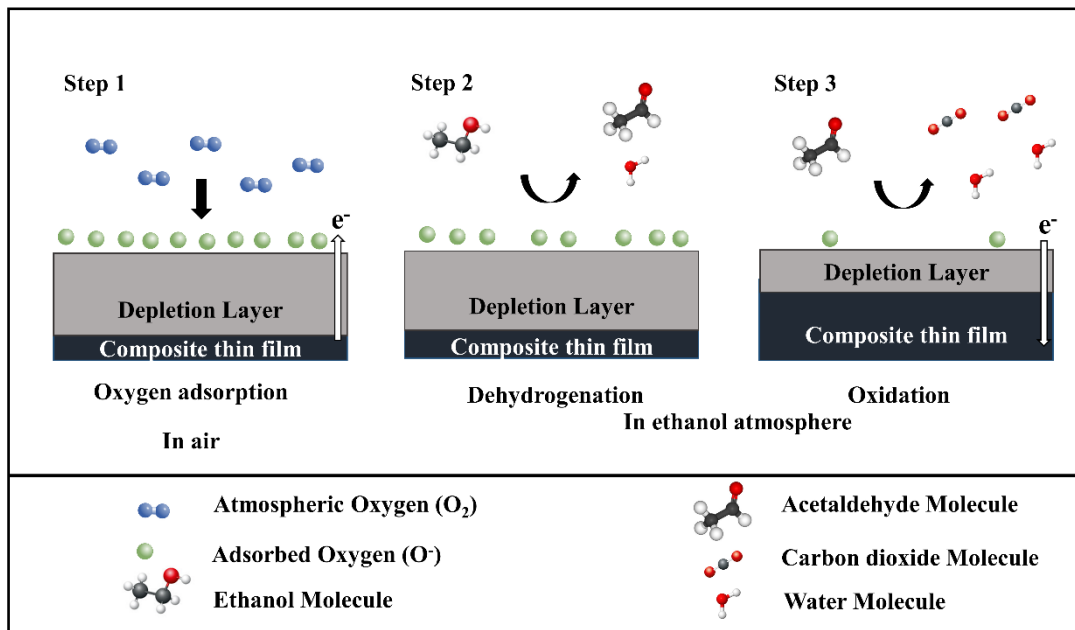 Step 1
Step 2
Step 3
e⁻
e⁻
Depletion Layer
Composite thin film
Depletion Layer
Composite thin film
Depletion Layer
Composite thin film
Oxygen adsorption
Dehydrogenation
Oxidation
In air
In ethanol atmosphere
Atmospheric Oxygen (O₂)
Adsorbed Oxygen (O⁻)
Ethanol Molecule
Acetaldehyde Molecule
Carbon dioxide Molecule
Water Molecule